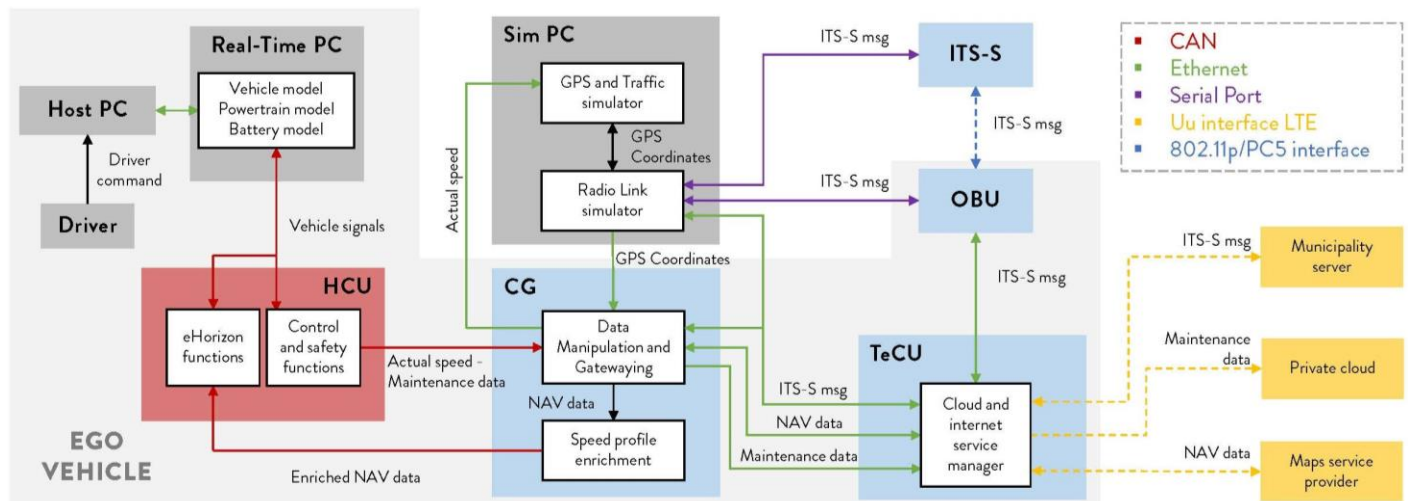 Real-Time PC
Vehicle model
Powertrain model
Battery model
Host PC
Driver
command
Driver
Vehicle signals
Sim PC
GPS and Traffic
simulator
GPS
Coordinates
Radio Link
simulator
Actual speed
GPS Coordinates
ITS-S msg
ITS-S
ITS-S msg
ITS-S msg
OBU
ITS-S msg
CAN
Ethernet
Serial Port
Uu interface LTE
802.11p/PC5 interface
HCU
eHorizon
functions
Control
and safety
functions
Actual speed -
Maintenance data
CG
Data
Manipulation and
Gatewaying
NAV data
Speed profile
enrichment
Enriched NAV data
EGO
VEHICLE
ITS-S msg
NAV data
Maintenance data
TeCU
Cloud and
internet
service
manager
ITS-S msg
Municipality
server
Maintenance
data
Private cloud
NAV data
Maps service
provider